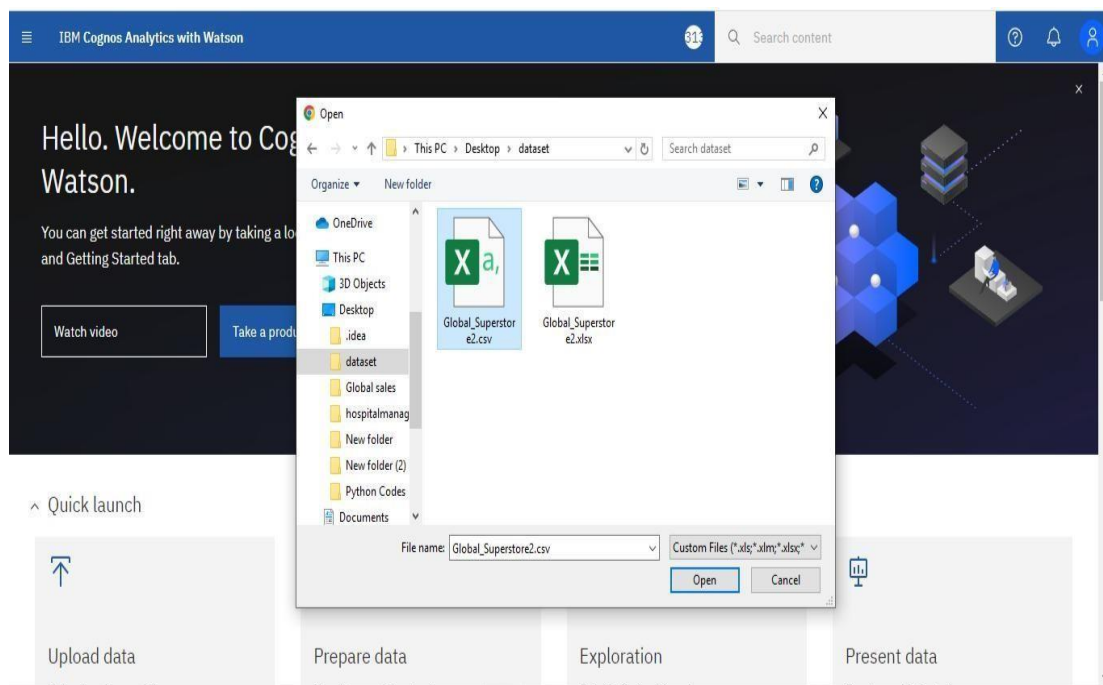 IBM Cognos Analytics with Watson
Search content
Hello. Welcome to Cog
Watson.
You can get started right away by taking a lo
and Getting Started tab.
Watch video
Take a produ
x
Open
X
This PC > Desktop > dataset
Search dataset
Organize
New folder
OneDrive
This PC
3D Objects
Desktop
.idea
dataset
Global sales
hospitalmanag
New folder
New folder (2)
Python Codes
Documents
X a,
Global_Superstor
e2.csv
X
Global_Superstor
e2.xlsx
File name:
Global_Superstore2.csv
Custom Files (*.xls;*.xlm;*.xlsx;*
Open
Cancel
Quick launch
Upload data
Prepare data
Exploration
Present data